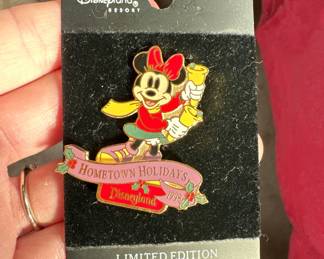 Disneyland
RESORT
HOMETOWN HOLIDAYS
Disneyland
LIMITED EDITION